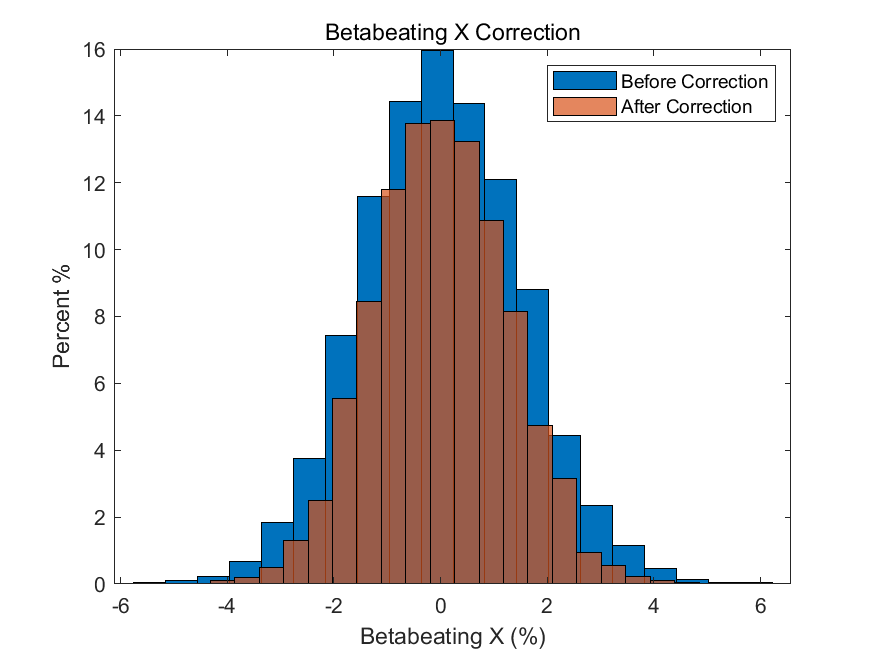 Betabeating X Correction
Before Correction
After Correction
Percent %
16
14
12
10
8
6
4
2
0
-6 -4 -2 0 2 4 6
Betabeating X (%)